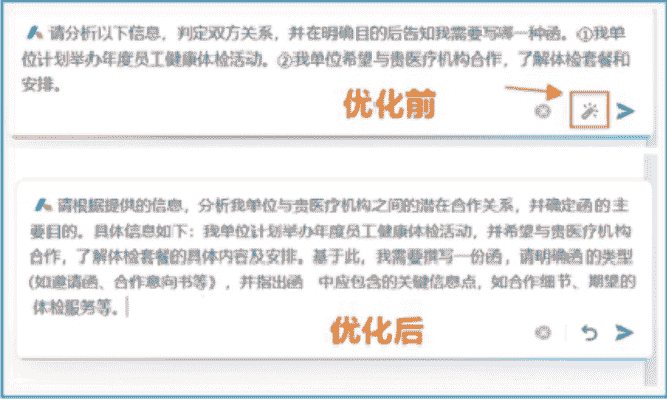 请分析以下信息，判定双方关系，并在明确目的后告知我需要写哪一种函。①我单
位计划举办年度员工健康体检活动。②我单位希望与贵医疗机构合作，了解体检套餐和
安排。
优化前
请根据提供的信息，分析我单位与贵医疗机构之间的潜在合作关系，并确定函的主
要目的。具体信息如下：我单位计划举办年度员工健康体检活动，并希望与贵医疗机构
合作，了解体检套餐的具体内容及安排。基于此，我需要撰写一份函，请明确函的类型
(如邀请函、合作意向书等），并指出函 中应包含的关键信息点，如合作细节、期望的
体检服务等。
优化后